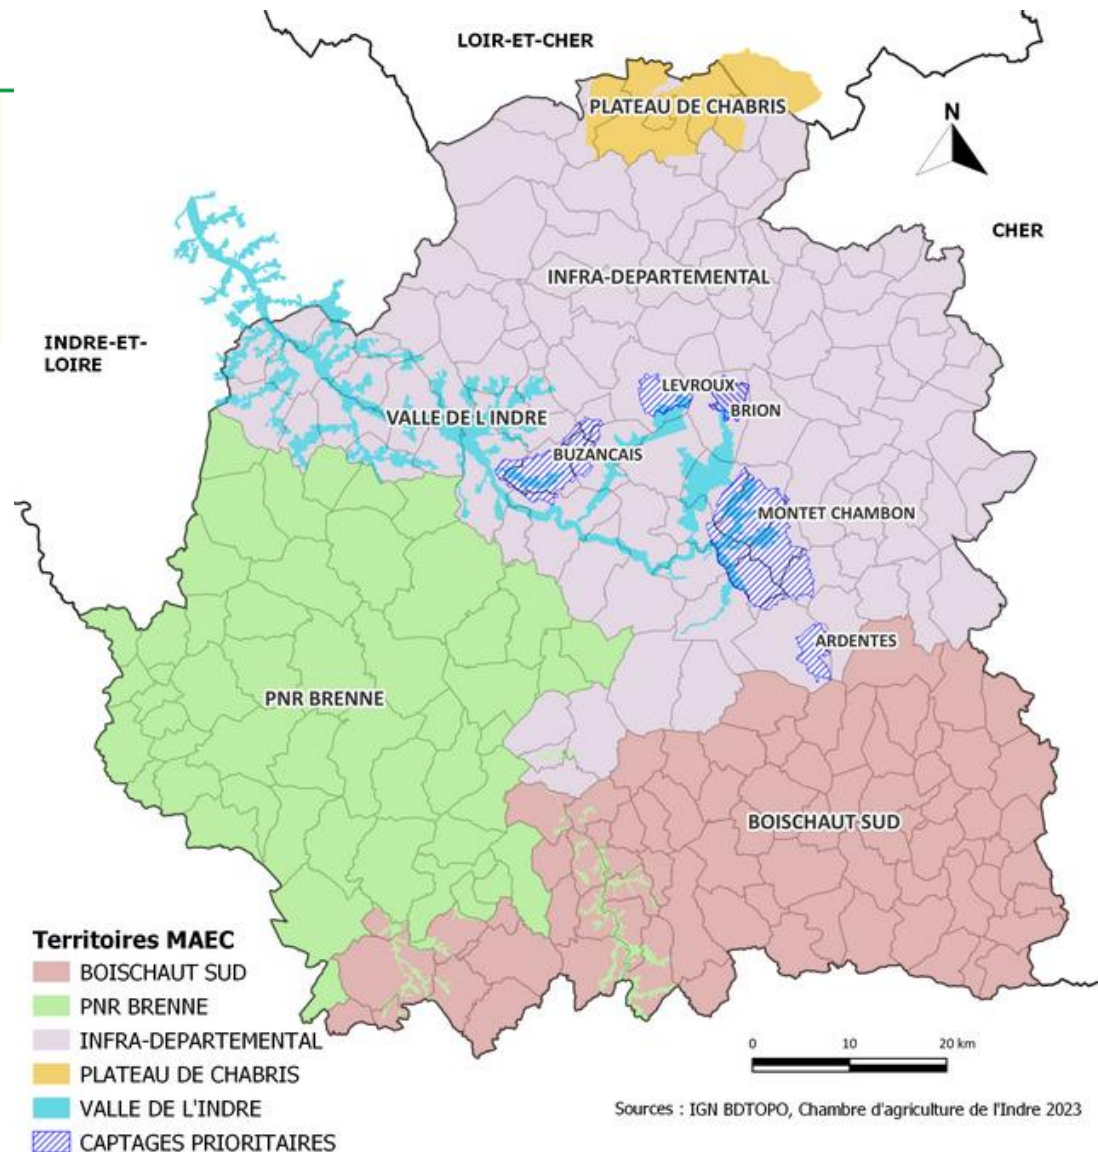 LOIR-ET-CHER
PLATEAU DE CHABRIS
N
CHER
INFRA-DEPARTEMENTAL
INDRE-ET-
LOIRE
LEVROUX
BRION
VALLE DE L INDRE
BUZANCAIS
MONTET CHAMBON
ARDENTES
PNR BRENNE
BOISCHAUT SUD
Territoires MAEC
BOISCHAUT SUD
PNR BRENNE
INFRA-DEPARTEMENTAL
PLATEAU DE CHABRIS
VALLE DE L'INDRE
CAPTAGES PRIORITAIRES
0 10 20 km
Sources : IGN BDTOPO, Chambre d'agriculture de l'Indre 2023